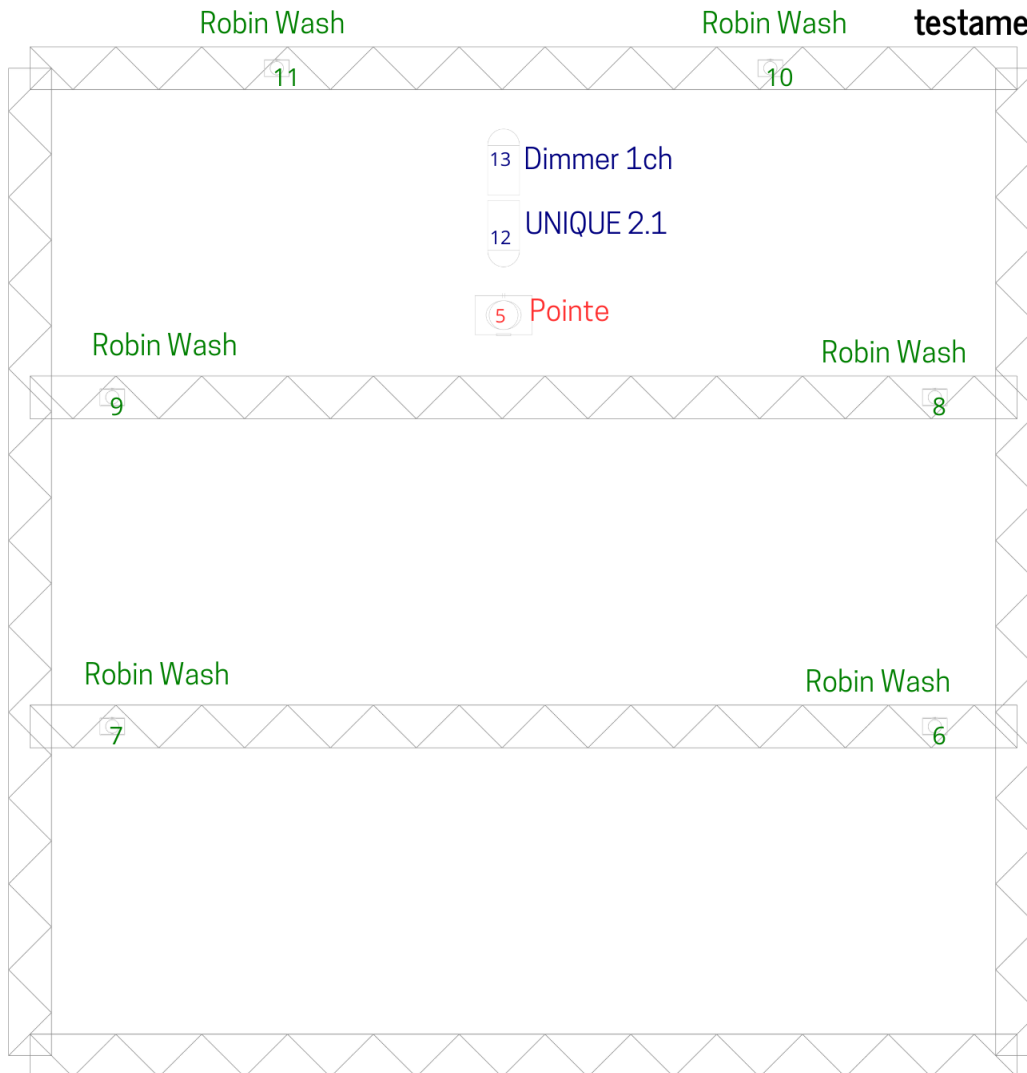 Robin Wash
Robin Wash
testame
11
10
13 Dimmer 1ch
12 UNIQUE 2.1
5 Pointe
Robin Wash
Robin Wash
9
8
Robin Wash
Robin Wash
7
6